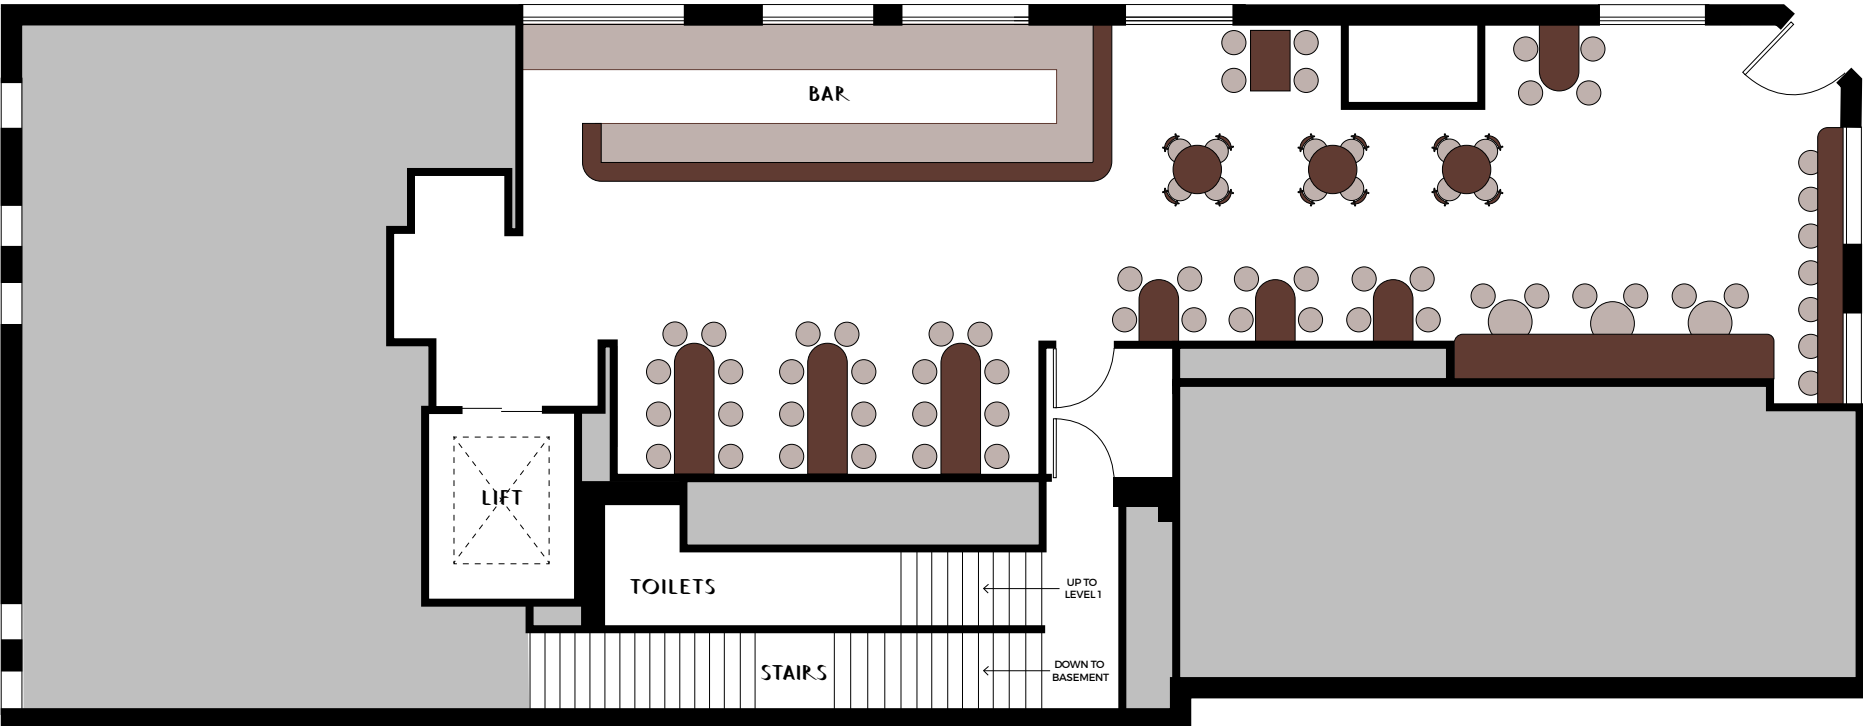 BAR
LIFT
TOILETS
UP TO
LEVEL 1
STAIRS
DOWN TO
BASEMENT